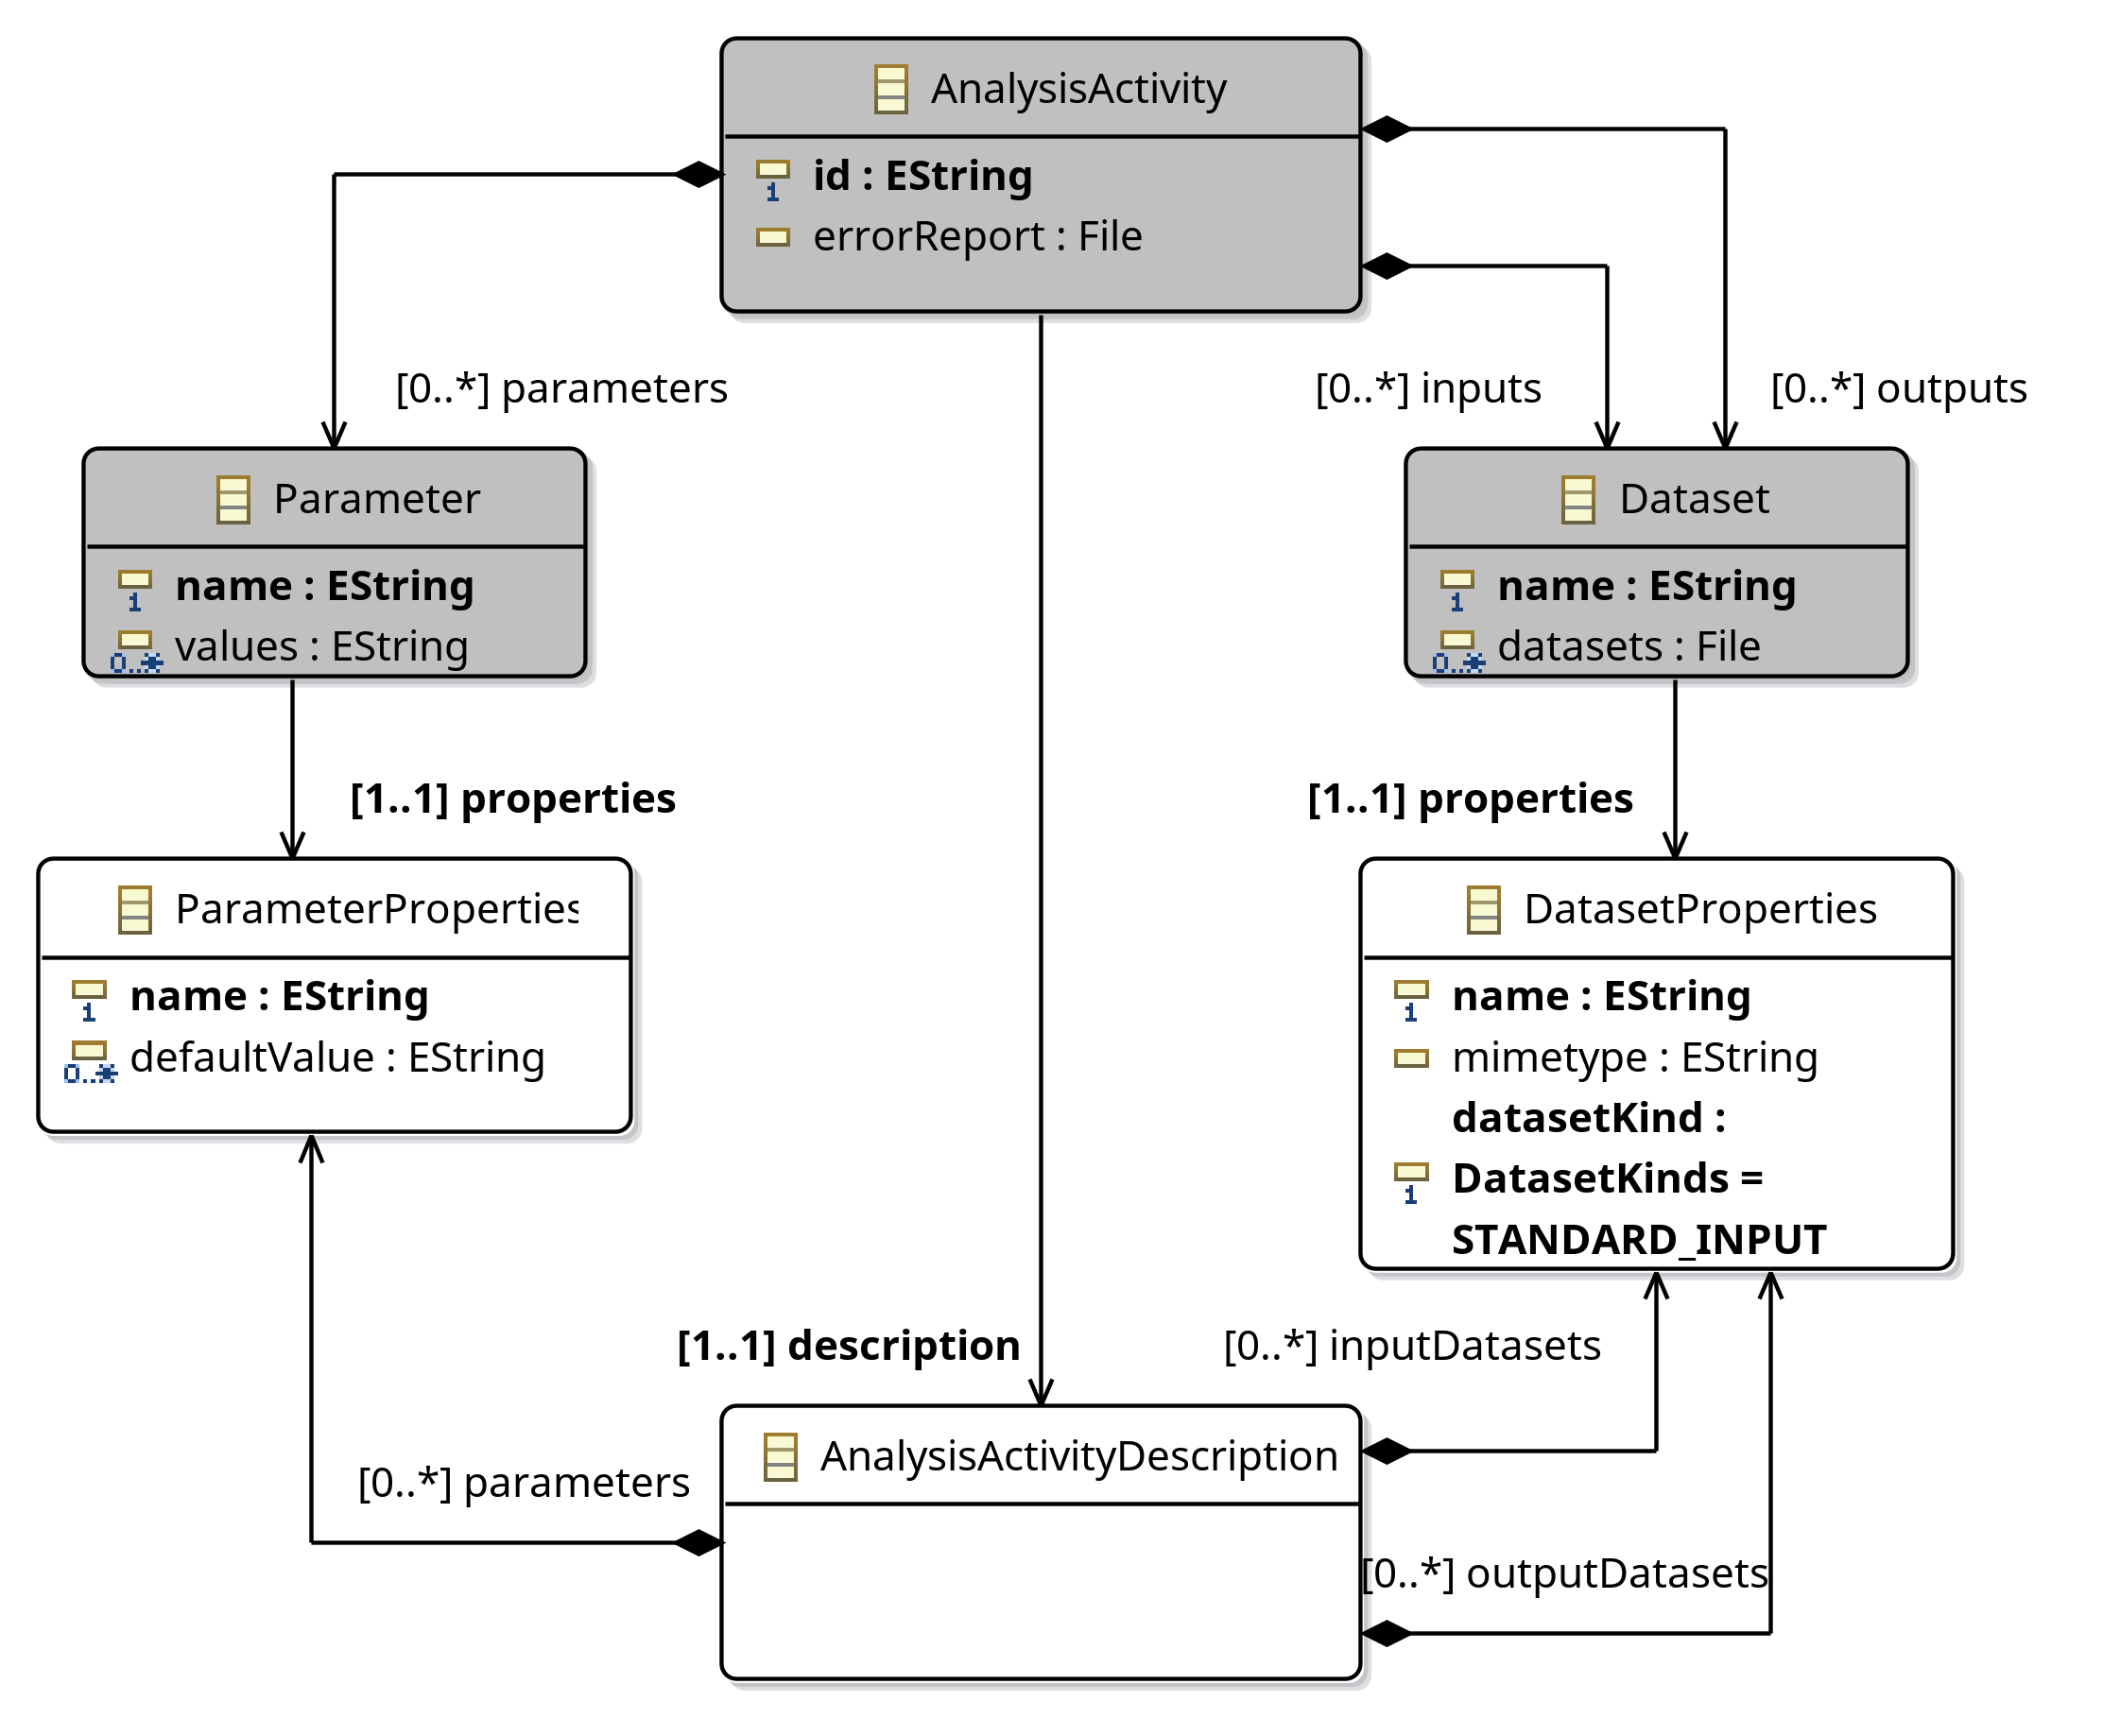 AnalysisActivity
1
id : EString
errorReport : File
[0..*] parameters
[0..*] inputs
[0..*] outputs
Parameter
1
name : EString
0..*
values : EString
Dataset
1
name : EString
0..*
datasets : File
[1..1] properties
[1..1] properties
ParameterProperties
1
name : EString
0..*
defaultValue : EString
DatasetProperties
1
name : EString
mimetype : EString
datasetKind :
1
DatasetKinds =
STANDARD_INPUT
[1..1] description
[0..*] inputDatasets
AnalysisActivityDescription
[0..*] parameters
[0..*] outputDatasets